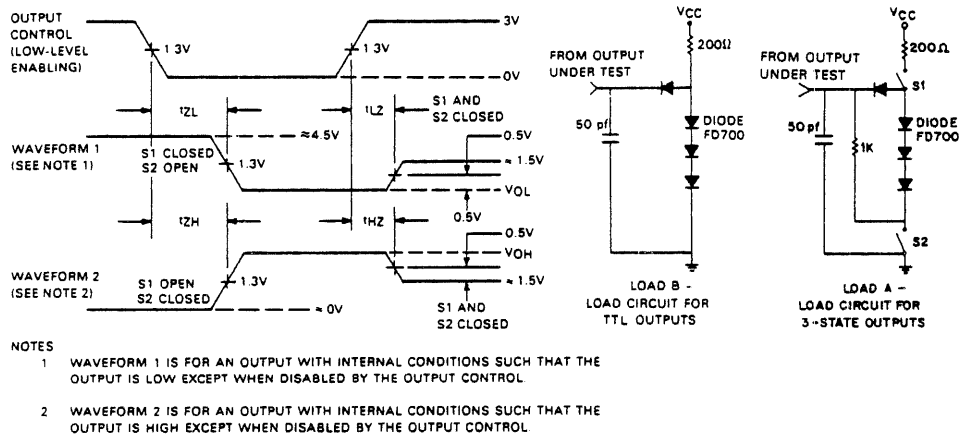 OUTPUT
CONTROL
(LOW-LEVEL
ENABLING)
1.3V
1.3V
3V
0V
tZL
tLZ
S1 AND
S2 CLOSED
WAVEFORM 1
(SEE NOTE 1)
S1 CLOSED
S2 OPEN
≈4.5V
1.3V
0.5V
≈1.5V
VOL
0.5V
tZH
tHZ
0.5V
VOH
WAVEFORM 2
(SEE NOTE 2)
S1 OPEN
S2 CLOSED
1.3V
≈0V
≈1.5V
S1 AND
S2 CLOSED
VCC
200Ω
FROM OUTPUT
UNDER TEST
50 pf
DIODE
FD700
LOAD B -
LOAD CIRCUIT FOR
TTL OUTPUTS
VCC
200Ω
FROM OUTPUT
UNDER TEST
S1
50pf
1K
DIODE
FD700
S2
LOAD A -
LOAD CIRCUIT FOR
3-STATE OUTPUTS
NOTES
1 WAVEFORM 1 IS FOR AN OUTPUT WITH INTERNAL CONDITIONS SUCH THAT THE
OUTPUT IS LOW EXCEPT WHEN DISABLED BY THE OUTPUT CONTROL.
2 WAVEFORM 2 IS FOR AN OUTPUT WITH INTERNAL CONDITIONS SUCH THAT THE
OUTPUT IS HIGH EXCEPT WHEN DISABLED BY THE OUTPUT CONTROL.